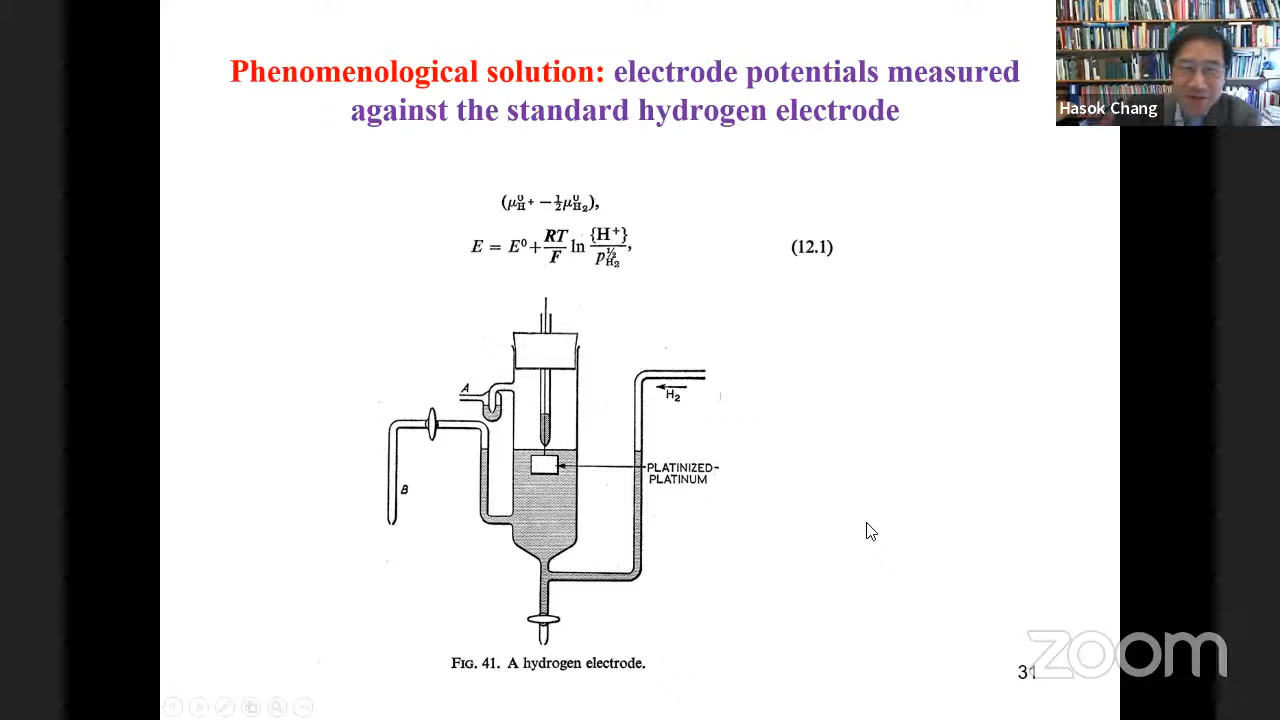 Phenomenological solution: electrode potentials measured
against the standard hydrogen electrode
Hasok Chang
(μ⁰H⁺ − ½μ⁰H₂),
E = E⁰ + RT/F ln {H⁺}/p½H₂, (12.1)
A
H₂
PLATINIZED-
PLATINUM
B
FIG. 41. A hydrogen electrode.
zoom
31